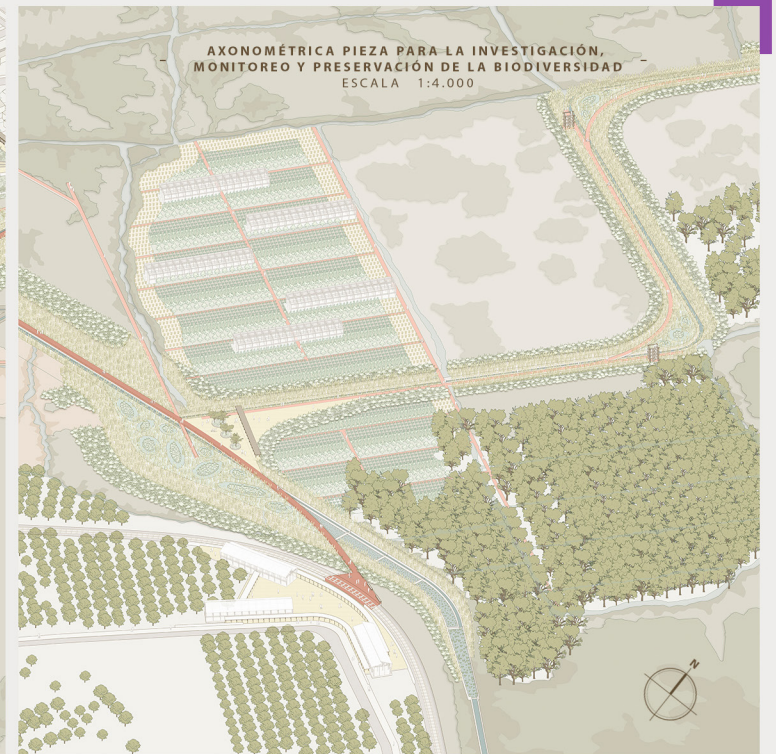 AXONOMÉTRICA PIEZA PARA LA INVESTIGACIÓN,
- MONITOREO Y PRESERVACIÓN DE LA BIODIVERSIDAD -
ESCALA 1:4.000
N